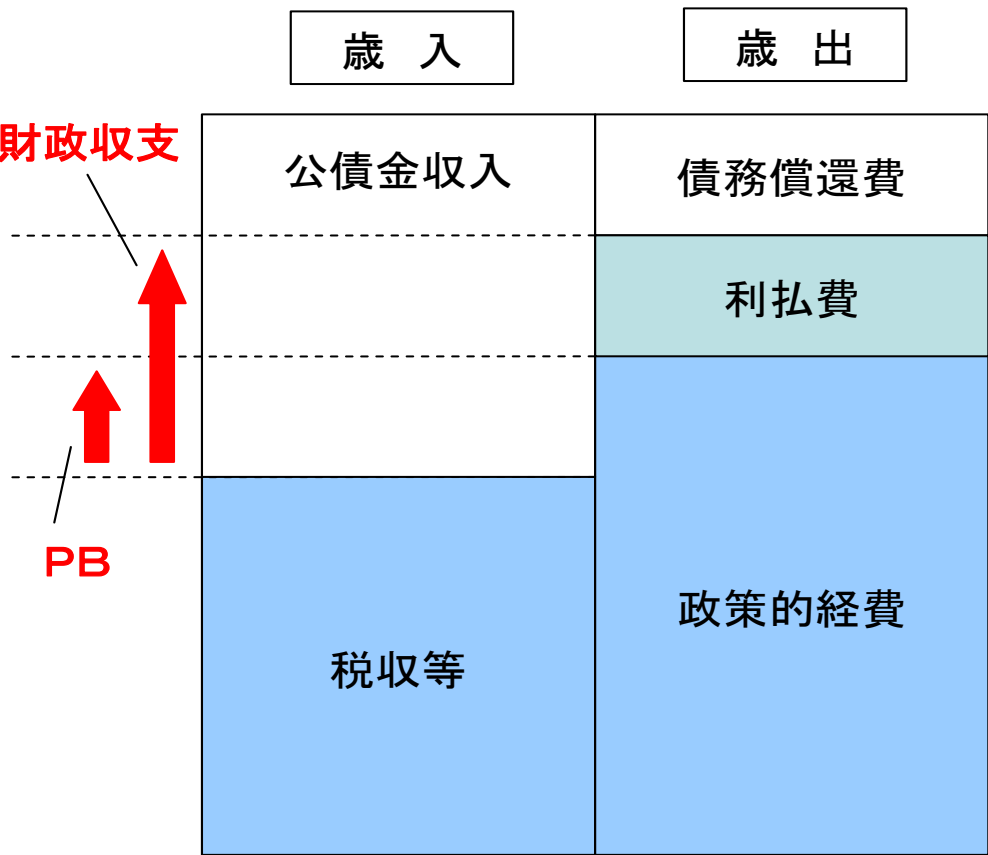 歳 入
歳 出
財政収支
公債金収入
債務償還費
利払費
PB
政策的経費
税収等